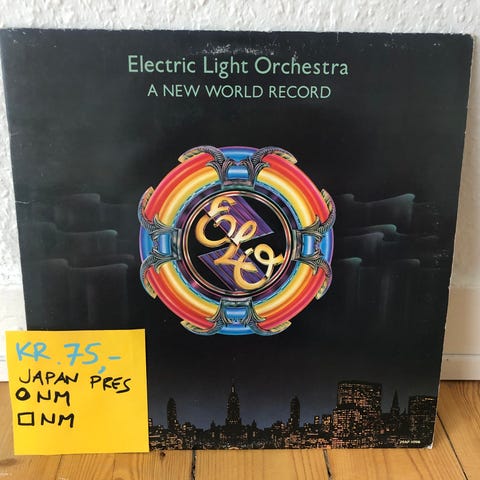 Electric Light Orchestra
A NEW WORLD RECORD
ELO
KR. 75,-
JAPAN PRES
NM
NM